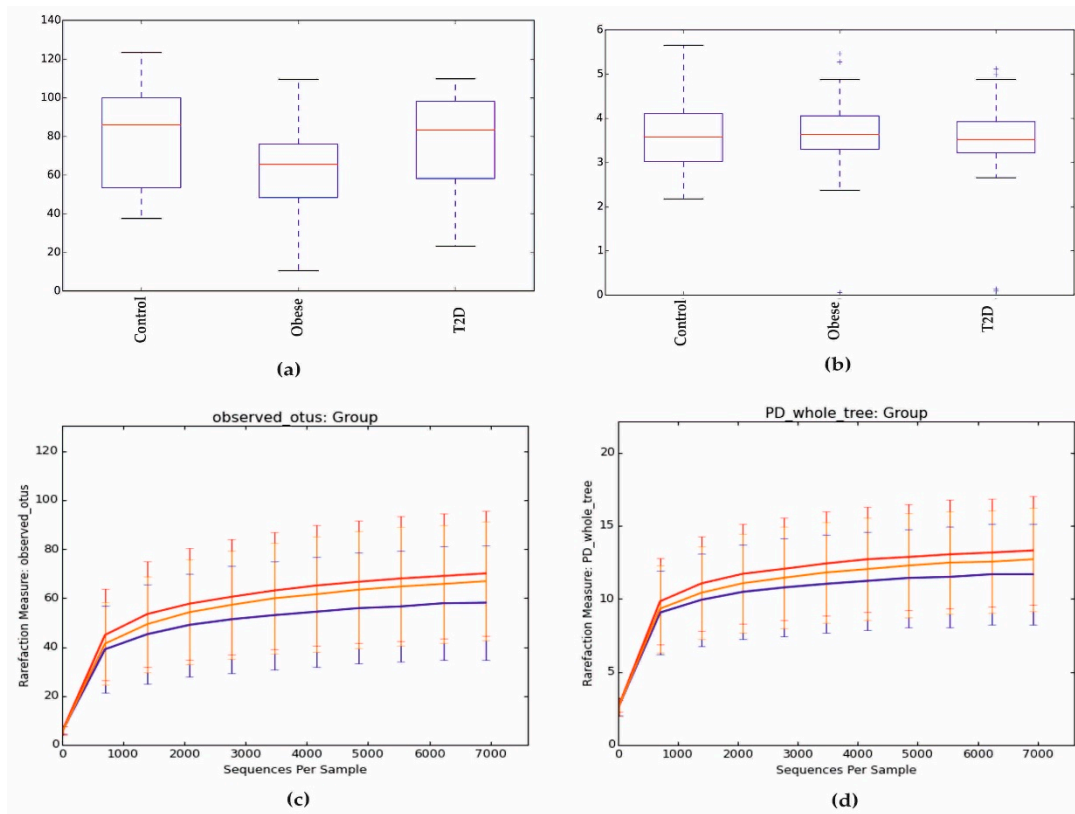 140
120
100
80
60
40
20
0
Control
Obese
T2D
(a)
6
5
4
3
2
1
0
Control
Obese
T2D
(b)
observed_otus: Group
Rarefaction Measure: observed_otus
120
100
80
60
40
20
0
0 1000 2000 3000 4000 5000 6000 7000
Sequences Per Sample
(c)
PD_whole_tree: Group
Rarefaction Measure: PD_whole_tree
20
15
10
5
0
0 1000 2000 3000 4000 5000 6000 7000
Sequences Per Sample
(d)